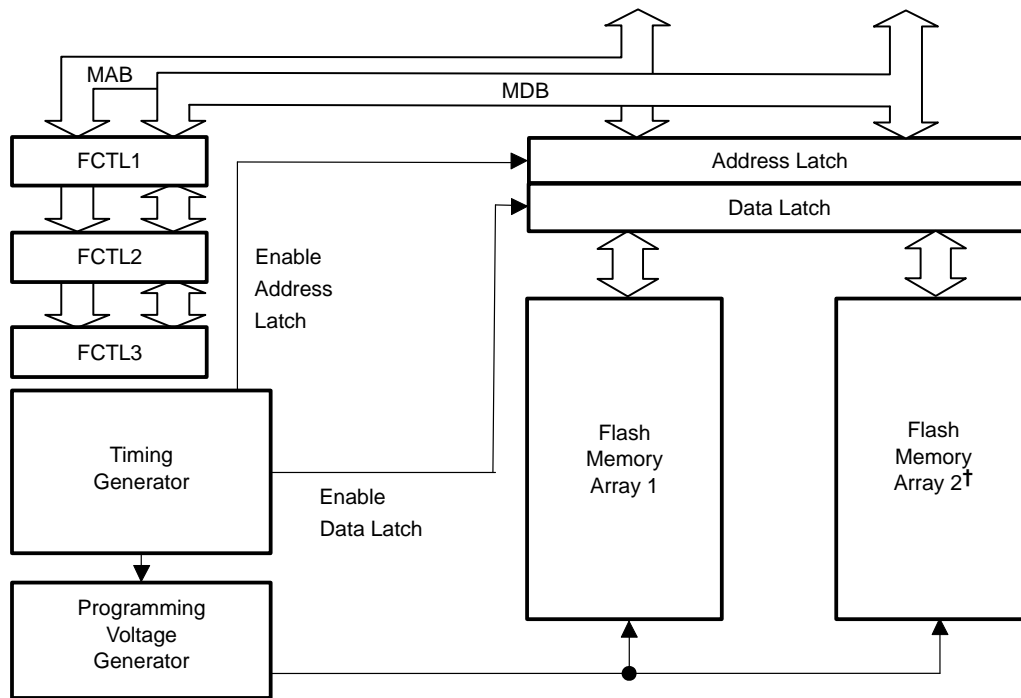 MAB
MDB
FCTL1
Address Latch
Data Latch
FCTL2
Enable
Address
Latch
FCTL3
Timing
Generator
Flash
Memory
Array 1
Flash
Memory
Array 2†
Enable
Data Latch
Programming
Voltage
Generator